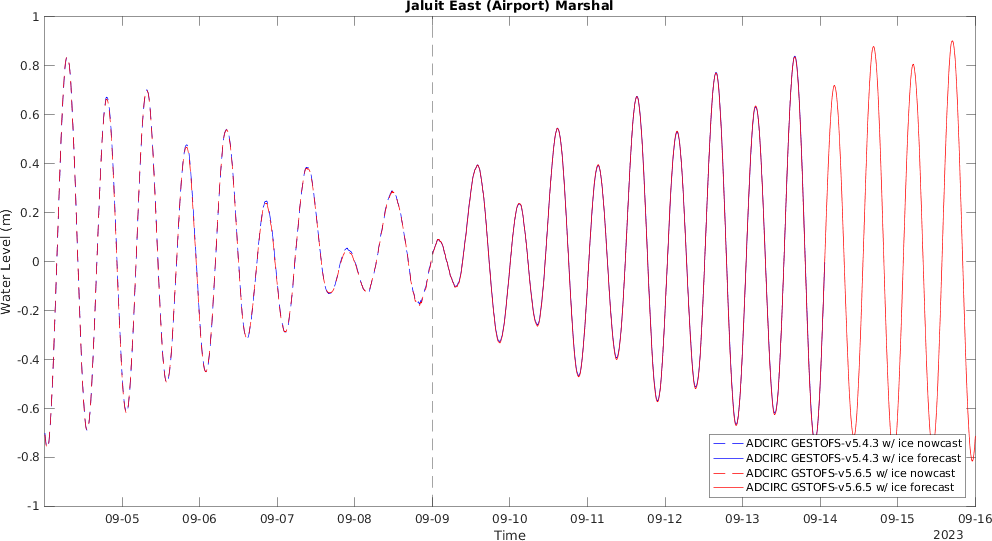 Jaluit East (Airport) Marshal
1
0.8
0.6
0.4
0.2
0
-0.2
-0.4
-0.6
-0.8
-1
Water Level (m)
ADCIRC GESTOFS-v5.4.3 w/ ice nowcast
ADCIRC GESTOFS-v5.4.3 w/ ice forecast
ADCIRC GSTOFS-v5.6.5 w/ ice nowcast
ADCIRC GSTOFS-v5.6.5 w/ ice forecast
09-05 09-06 09-07 09-08 09-09 09-10 09-11 09-12 09-13 09-14 09-15 09-16
Time
2023